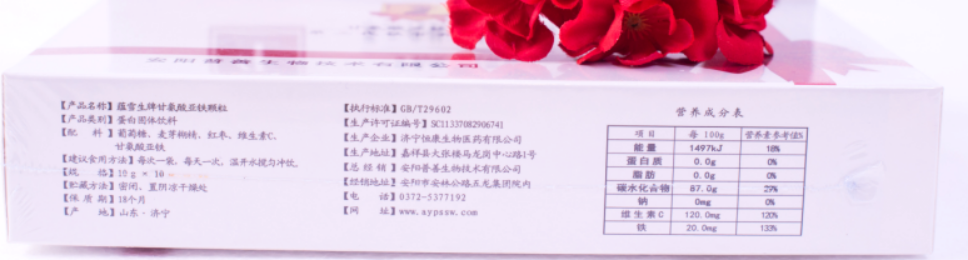 安阳普善生物技术有限公司
【产品名称】蕴雪生牌甘氨酸亚铁颗粒
【产品类别】蛋白固体饮料
【配 料】葡萄糖、麦芽糊精、红枣、维生素C、
甘氨酸亚铁
【建议食用方法】每次一袋，每天一次，温开水搅匀冲饮。
【规 格】10g × 10
【贮藏方法】密闭、置阴凉干燥处
【保 质 期】18个月
【产 地】山东·济宁
【执行标准】GB/T29602
【生产许可证编号】SC11337082906741
【生产企业】济宁恒康生物医药有限公司
【生产地址】嘉祥县大张楼马龙岗中心路1号
【总 经 销】安阳普善生物技术有限公司
【经销地址】安阳市安林公路五龙集团院内
【电 话】0372-5377192
【网 址】www.aypssw.com
营养成分表
项目 每 100g 营养素参考值%
能量 1497kJ 18%
蛋白质 0.0g 0%
脂肪 0.0g 0%
碳水化合物 87.0g 29%
钠 0mg 0%
维生素C 120.0mg 120%
铁 20.0mg 133%